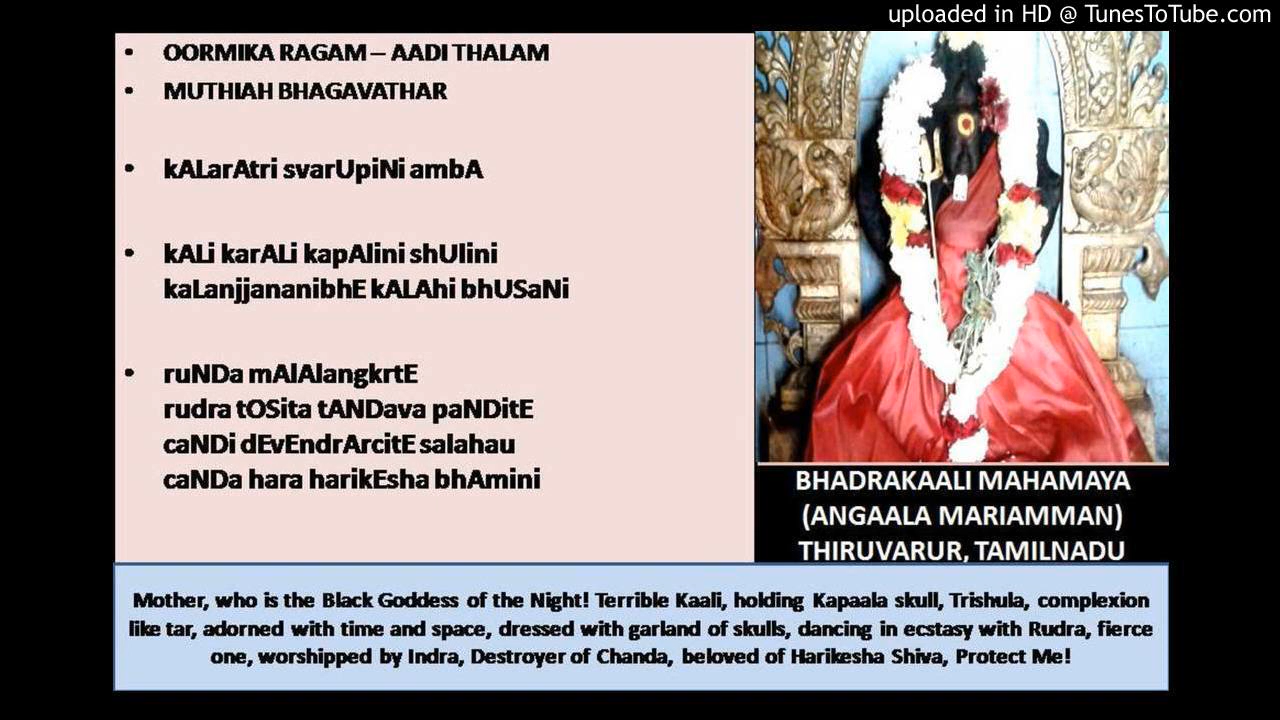 uploaded in HD @ TunesToTube.com
• OORMIKA RAGAM – AADI THALAM
• MUTHIAH BHAGAVATHAR
• kALarAtri svarUpiNi ambA
• kALi karALi kapAlini shUlini
kaLanjjananibhE kALAhi bhUSaNi
• ruNDa mAlAlangkrtE
rudra tOSita tANDava paNDitE
caNDi dEvEndrArcitE salahau
caNDa hara harikEsha bhAmini
BHADRAKAALI MAHAMAYA
(ANGAALA MARIAMMAN)
THIRUVARUR, TAMILNADU
Mother, who is the Black Goddess of the Night! Terrible Kaali, holding Kapaala skull, Trishula, complexion
like tar, adorned with time and space, dressed with garland of skulls, dancing in ecstasy with Rudra, fierce
one, worshipped by Indra, Destroyer of Chanda, beloved of Harikesha Shiva, Protect Me!